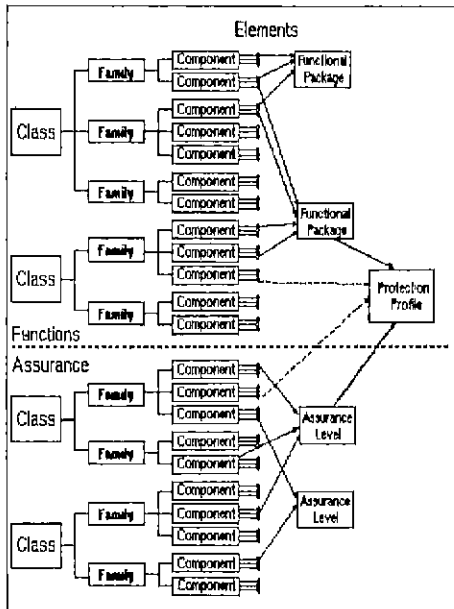 Elements
Component
Functional
Package
Family
Component
Component
Class
Family
Component
Component
Family
Component
Component
Functional
Package
Component
Family
Component
Class
Component
Protection
Profile
Family
Component
Component
Functions
Assurance
Component
Family
Component
Class
Component
Assurance
Level
Family
Component
Component
Component
Family
Component
Assurance
Level
Class
Component
Family
Component
Component